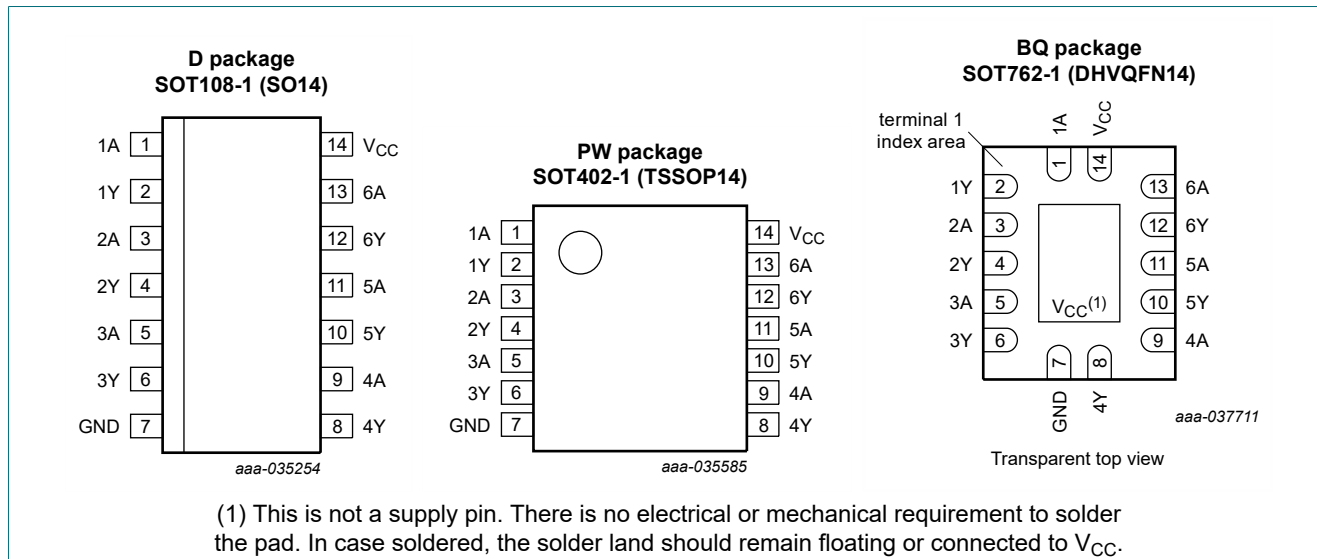 D package
SOT108-1 (SO14)
1A 1 14 VCC
1Y 2 13 6A
2A 3 12 6Y
2Y 4 11 5A
3A 5 10 5Y
3Y 6 9 4A
GND 7 8 4Y
aaa-035254
PW package
SOT402-1 (TSSOP14)
1A 1 14 VCC
1Y 2 13 6A
2A 3 12 6Y
2Y 4 11 5A
3A 5 10 5Y
3Y 6 9 4A
GND 7 8 4Y
aaa-035585
BQ package
SOT762-1 (DHVQFN14)
terminal 1
index area
1A VCC
1 14
1Y 2 13 6A
2A 3 12 6Y
2Y 4 11 5A
3A 5 10 5Y
VCC(1)
3Y 6 9 4A
7 8
GND 4Y
aaa-037711
Transparent top view
(1) This is not a supply pin. There is no electrical or mechanical requirement to solder
the pad. In case soldered, the solder land should remain floating or connected to VCC.